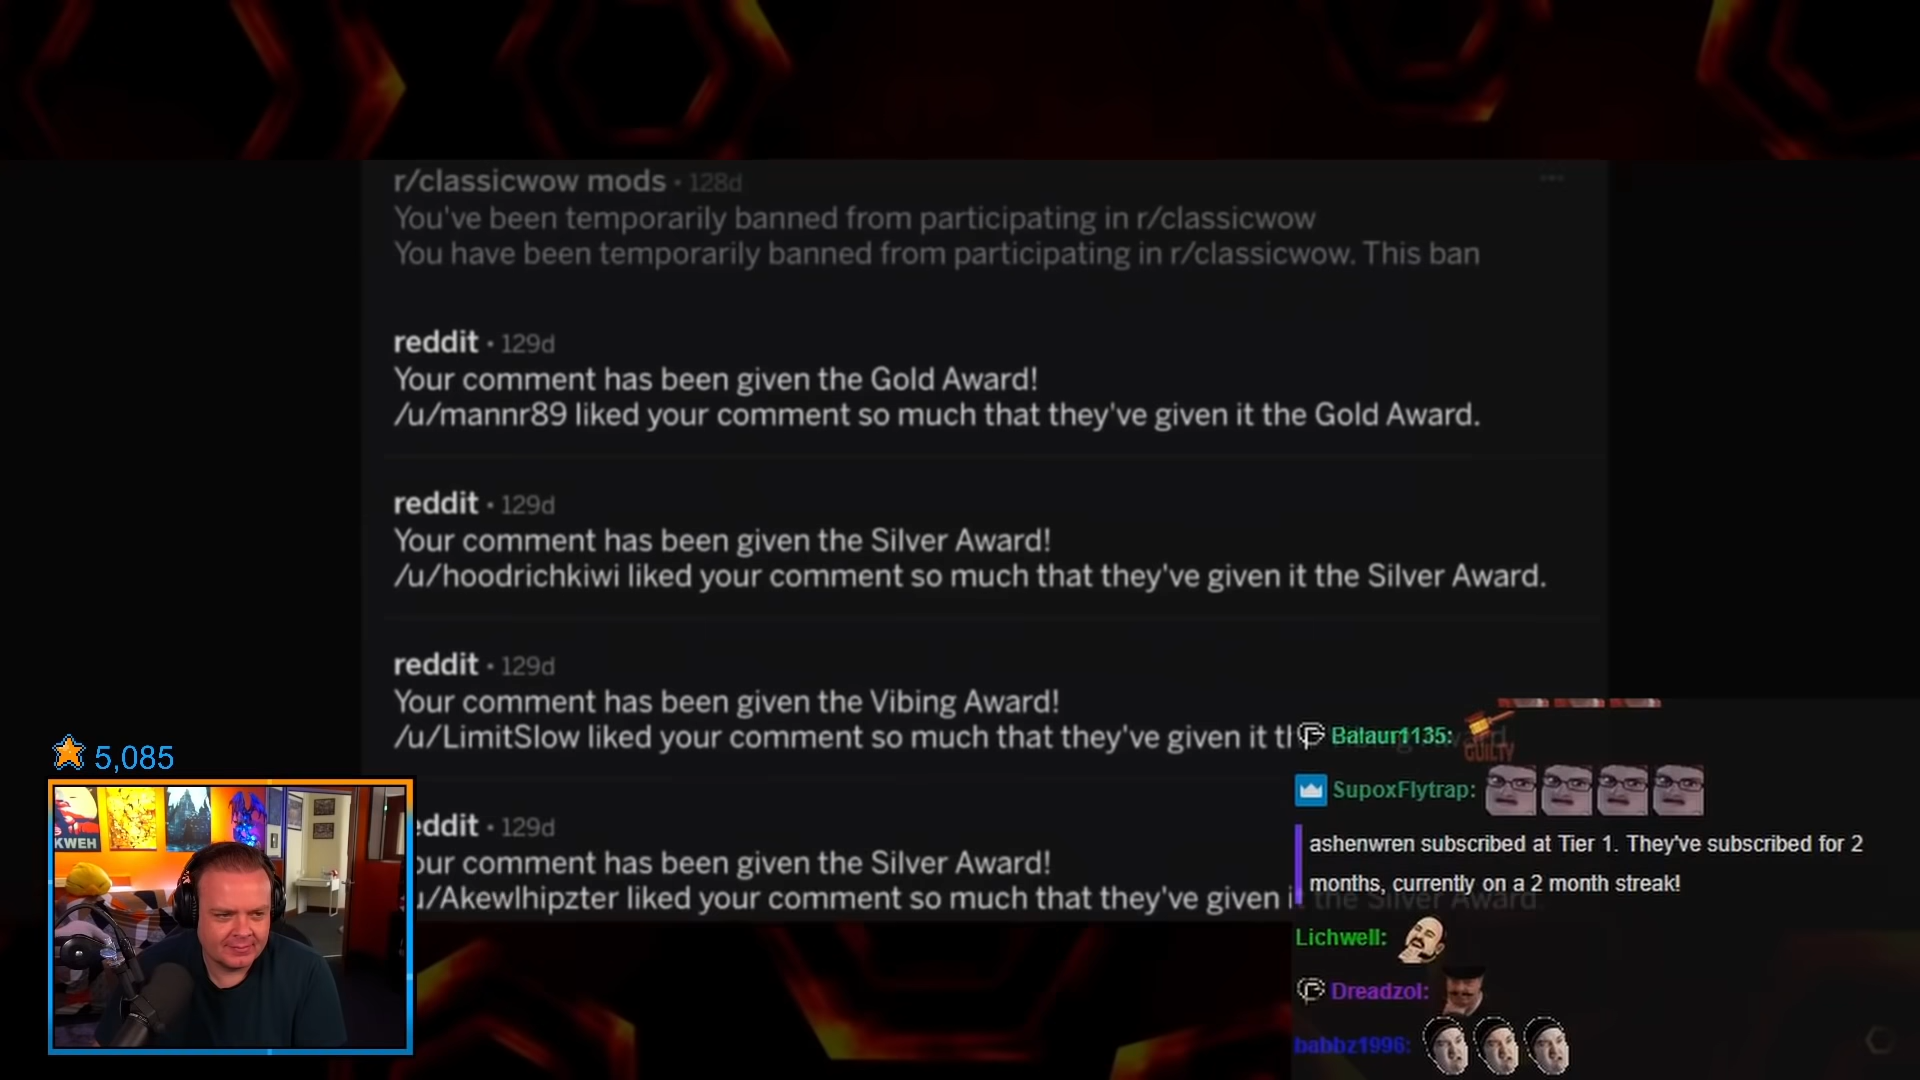 r/classicwow mods • 128d
You've been temporarily banned from participating in r/classicwow
You have been temporarily banned from participating in r/classicwow. This ban
reddit • 129d
Your comment has been given the Gold Award!
/u/mannr89 liked your comment so much that they've given it the Gold Award.
reddit • 129d
Your comment has been given the Silver Award!
/u/hoodrichkiwi liked your comment so much that they've given it the Silver Award.
reddit • 129d
Your comment has been given the Vibing Award!
/u/LimitSlow liked your comment so much that they've given it
eddit • 129d
our comment has been given the Silver Award!
u/Akewlhipzter liked your comment so much that they've given it the Silver Award.
5,085
KWEH
Balaur1135:
GUILTY
SupoxFlytrap:
ashenwren subscribed at Tier 1. They've subscribed for 2
months, currently on a 2 month streak!
Lichwell:
Dreadzol:
babbz1996: